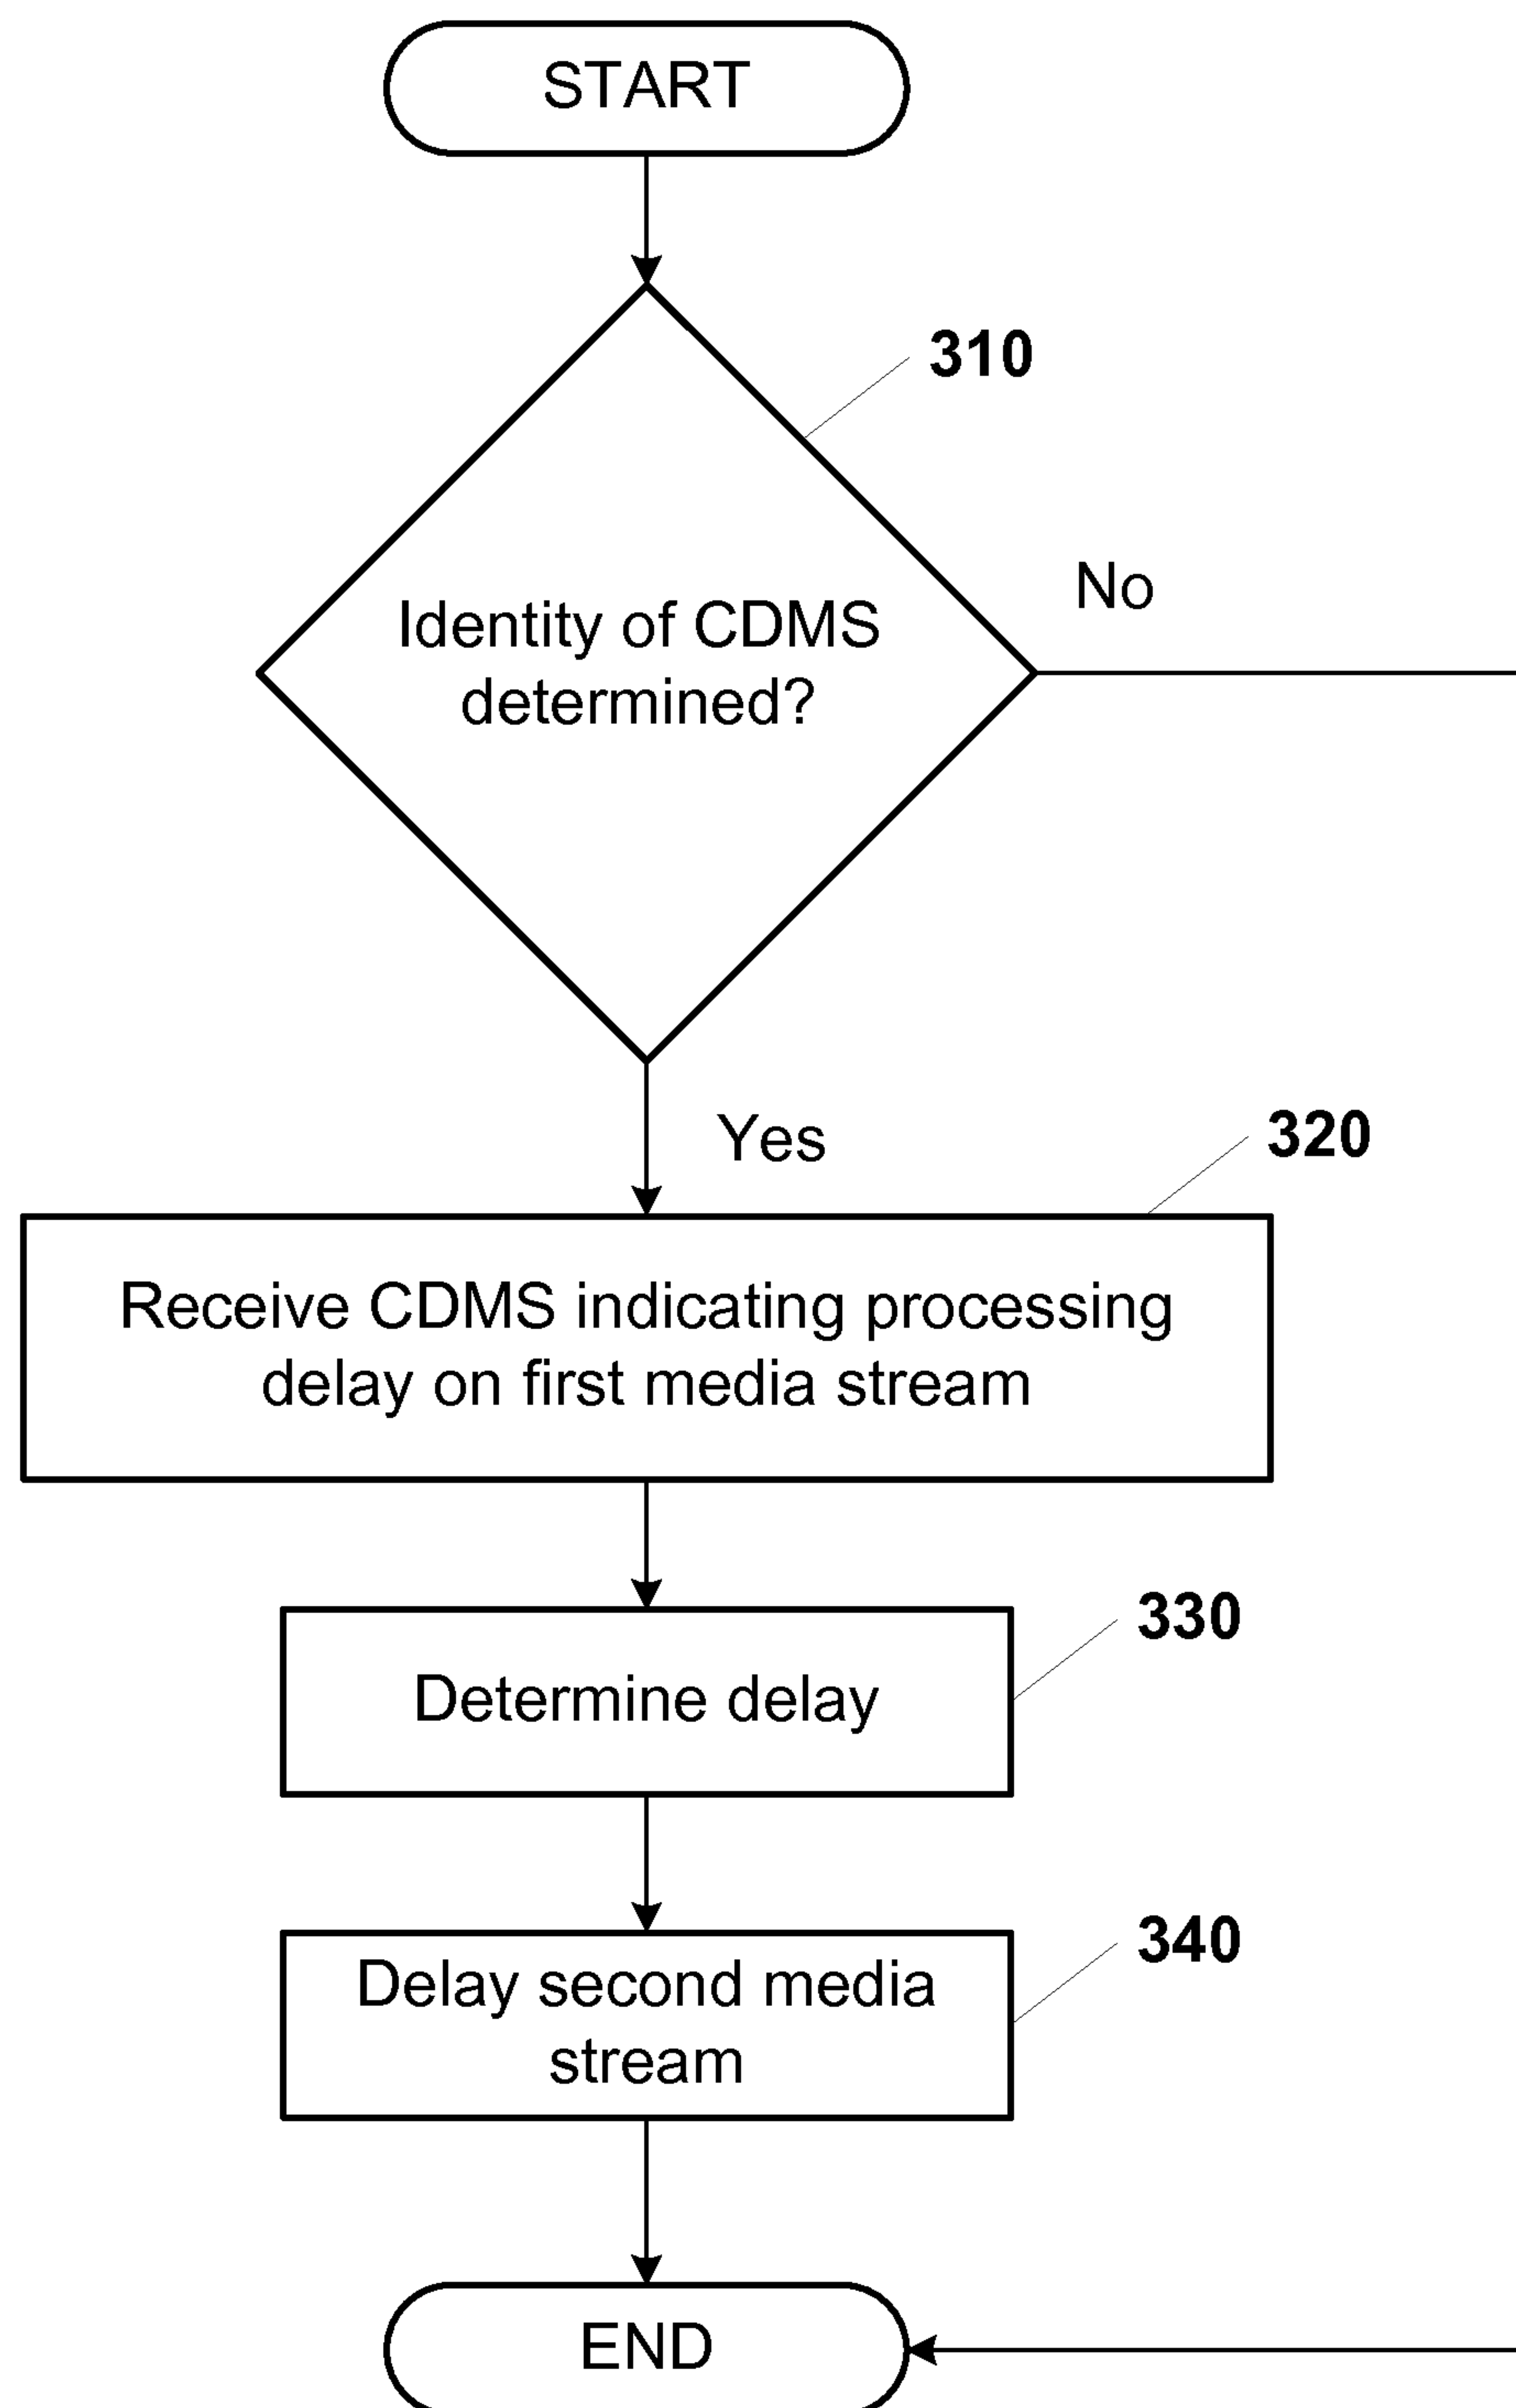 START
310
Identity of CDMS
determined?
No
Yes
320
Receive CDMS indicating processing
delay on first media stream
330
Determine delay
340
Delay second media
stream
END